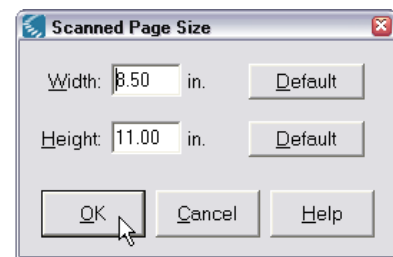 Scanned Page Size
Width: 8.50 in. Default
Height: 11.00 in. Default
OK Cancel Help